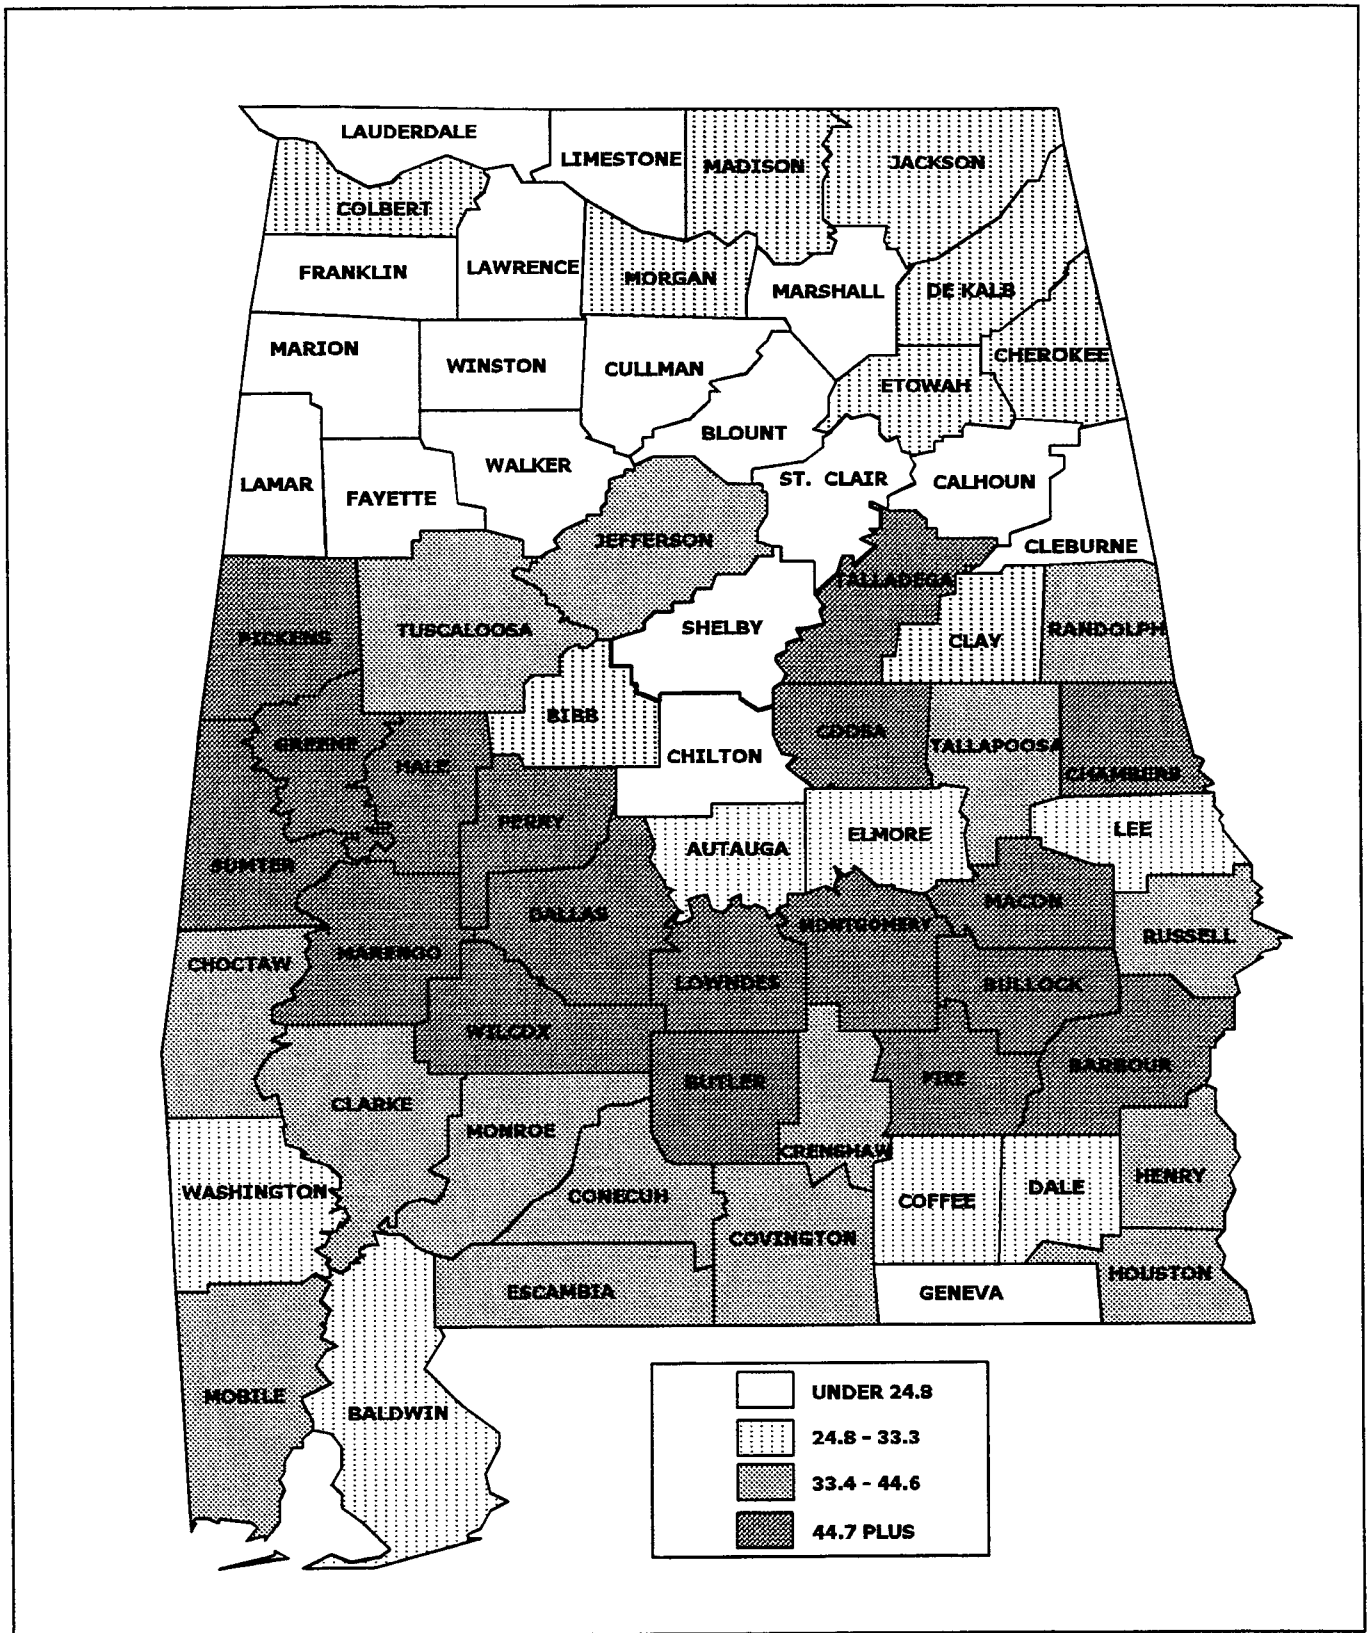 LAUDERDALE
LIMESTONE
MADISON
JACKSON
COLBERT
FRANKLIN
LAWRENCE
MORGAN
MARSHALL
DE KALB
MARION
WINSTON
CULLMAN
CHEROKEE
ETOWAH
BLOUNT
LAMAR
FAYETTE
WALKER
ST. CLAIR
CALHOUN
JEFFERSON
CLEBURNE
TALLADEGA
PICKENS
TUSCALOOSA
SHELBY
CLAY
RANDOLPH
BIBB
GREENE
HALE
CHILTON
COOSA
TALLAPOOSA
CHAMBERS
SUMTER
PERRY
AUTAUGA
ELMORE
LEE
DALLAS
MONTGOMERY
MACON
RUSSELL
CHOCTAW
MARENGO
LOWNDES
BULLOCK
WILCOX
BUTLER
PIKE
BARBOUR
CLARKE
MONROE
CRENSHAW
WASHINGTON
CONECUH
COFFEE
DALE
HENRY
COVINGTON
ESCAMBIA
GENEVA
HOUSTON
MOBILE
BALDWIN
UNDER 24.8
24.8 - 33.3
33.4 - 44.6
44.7 PLUS